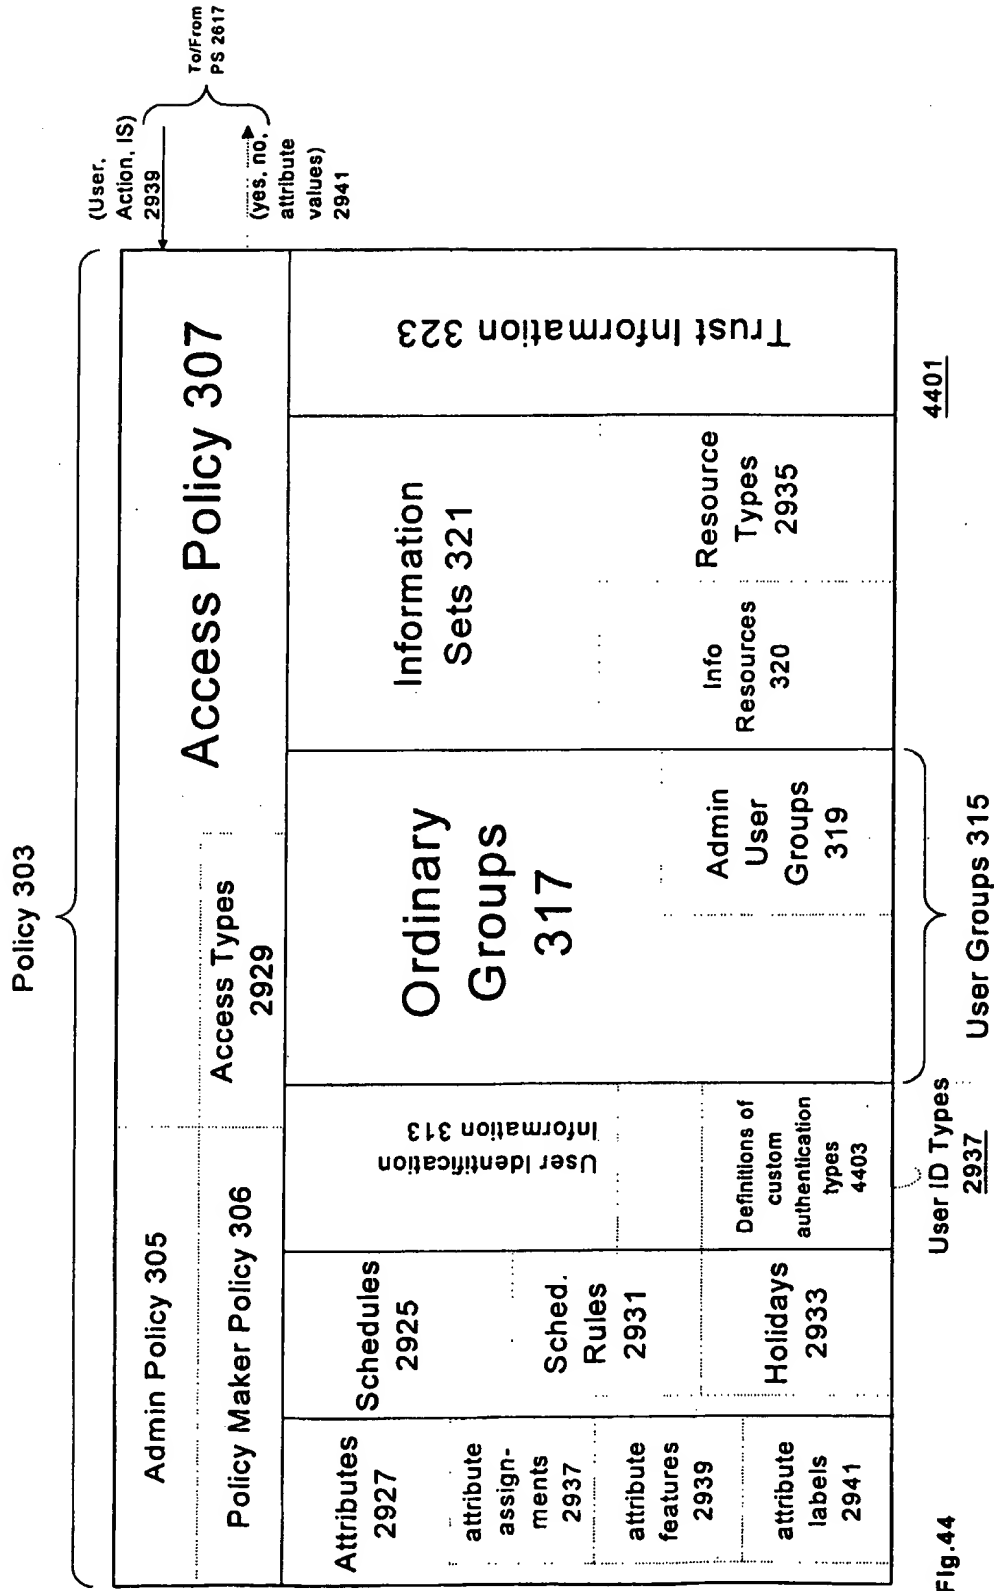 Policy 303
(User,
Action, IS)
2939
To/From
PS 2617
(yes, no,
attribute
values)
2941
Admin Policy 305
Policy Maker Policy 306
Access Types
2929
Access Policy 307
Attributes
2927
attribute
assign-
ments
2937
attribute
features
2939
attribute
labels
2941
Schedules
2925
Sched.
Rules
2931
Holidays
2933
User Identification
Information 313
Definitions of
custom
authentication
types
4403
Ordinary
Groups
317
Admin
User
Groups
319
Information
Sets 321
Info
Resources
320
Resource
Types
2935
Trust Information 323
User ID Types
2937
User Groups 315
4401
Fig.44